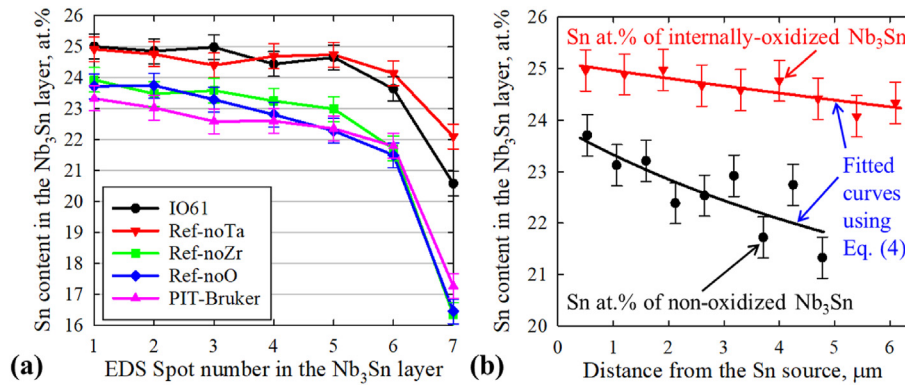 (a)
Sn content in the Nb3Sn layer, at.%
26
25
24
23
22
21
20
19
18
17
16
IO61
Ref-noTa
Ref-noZr
Ref-noO
PIT-Bruker
1 2 3 4 5 6 7
EDS Spot number in the Nb3Sn layer
(b)
Sn content in the Nb3Sn layer, at.%
26
25
24
23
22
21
20
Sn at.% of internally-oxidized Nb3Sn
Fitted
curves
using
Eq. (4)
Sn at.% of non-oxidized Nb3Sn
0 1 2 3 4 5 6
Distance from the Sn source, μm